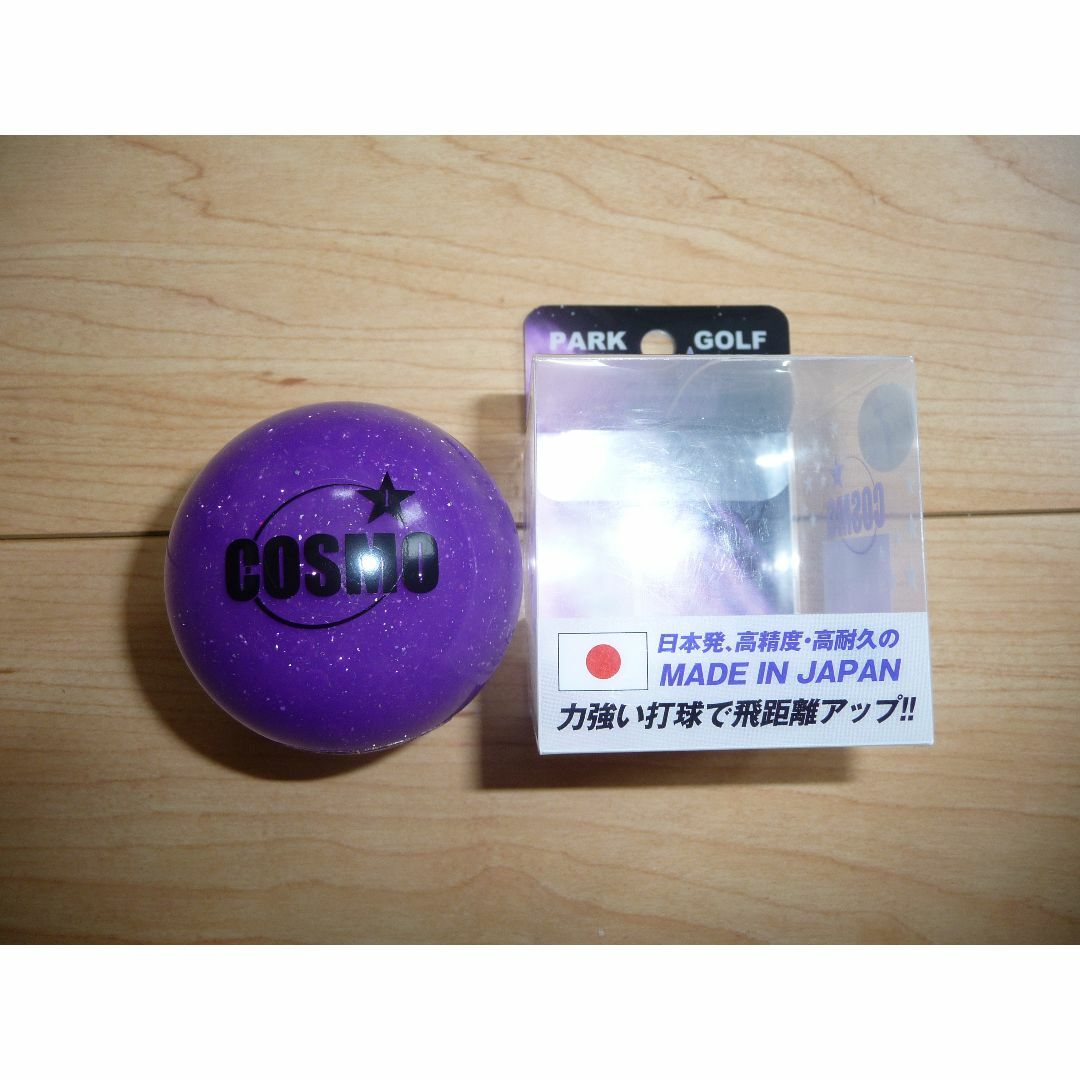 COSMO
PARK GOLF
COSMO
日本発、高精度・高耐久の
MADE IN JAPAN
力強い打球で飛距離アップ!!